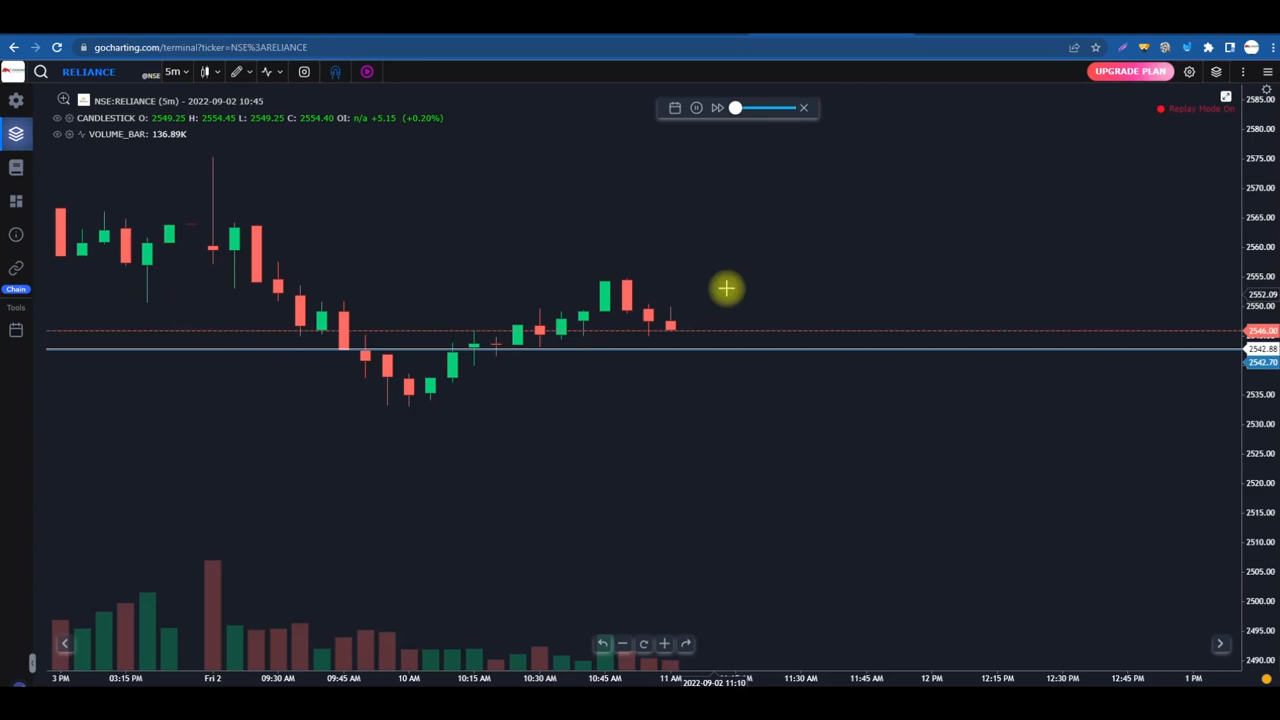 gocharting.com/terminal?ticker=NSE%3ARELIANCE
RELIANCE @NSE 5m UPGRADE PLAN
NSE:RELIANCE (5m) - 2022-09-02 10:45
CANDLESTICK O: 2549.25 H: 2554.45 L: 2549.25 C: 2554.40 OI: n/a +5.15 (+0.20%)
VOLUME_BAR: 136.89K
Replay Mode On
Chain
Tools
2585.00
2580.00
2575.00
2570.00
2565.00
2560.00
2555.00
2552.09
2550.00
2546.00
2542.88
2542.70
2535.00
2530.00
2525.00
2520.00
2515.00
2510.00
2505.00
2500.00
2495.00
2490.00
3 PM 03:15 PM Fri 2 09:30 AM 09:45 AM 10 AM 10:15 AM 10:30 AM 10:45 AM 11 AM 11:30 AM 11:45 AM 12 PM 12:15 PM 12:30 PM 12:45 PM 1 PM
2022-09-02 11:10